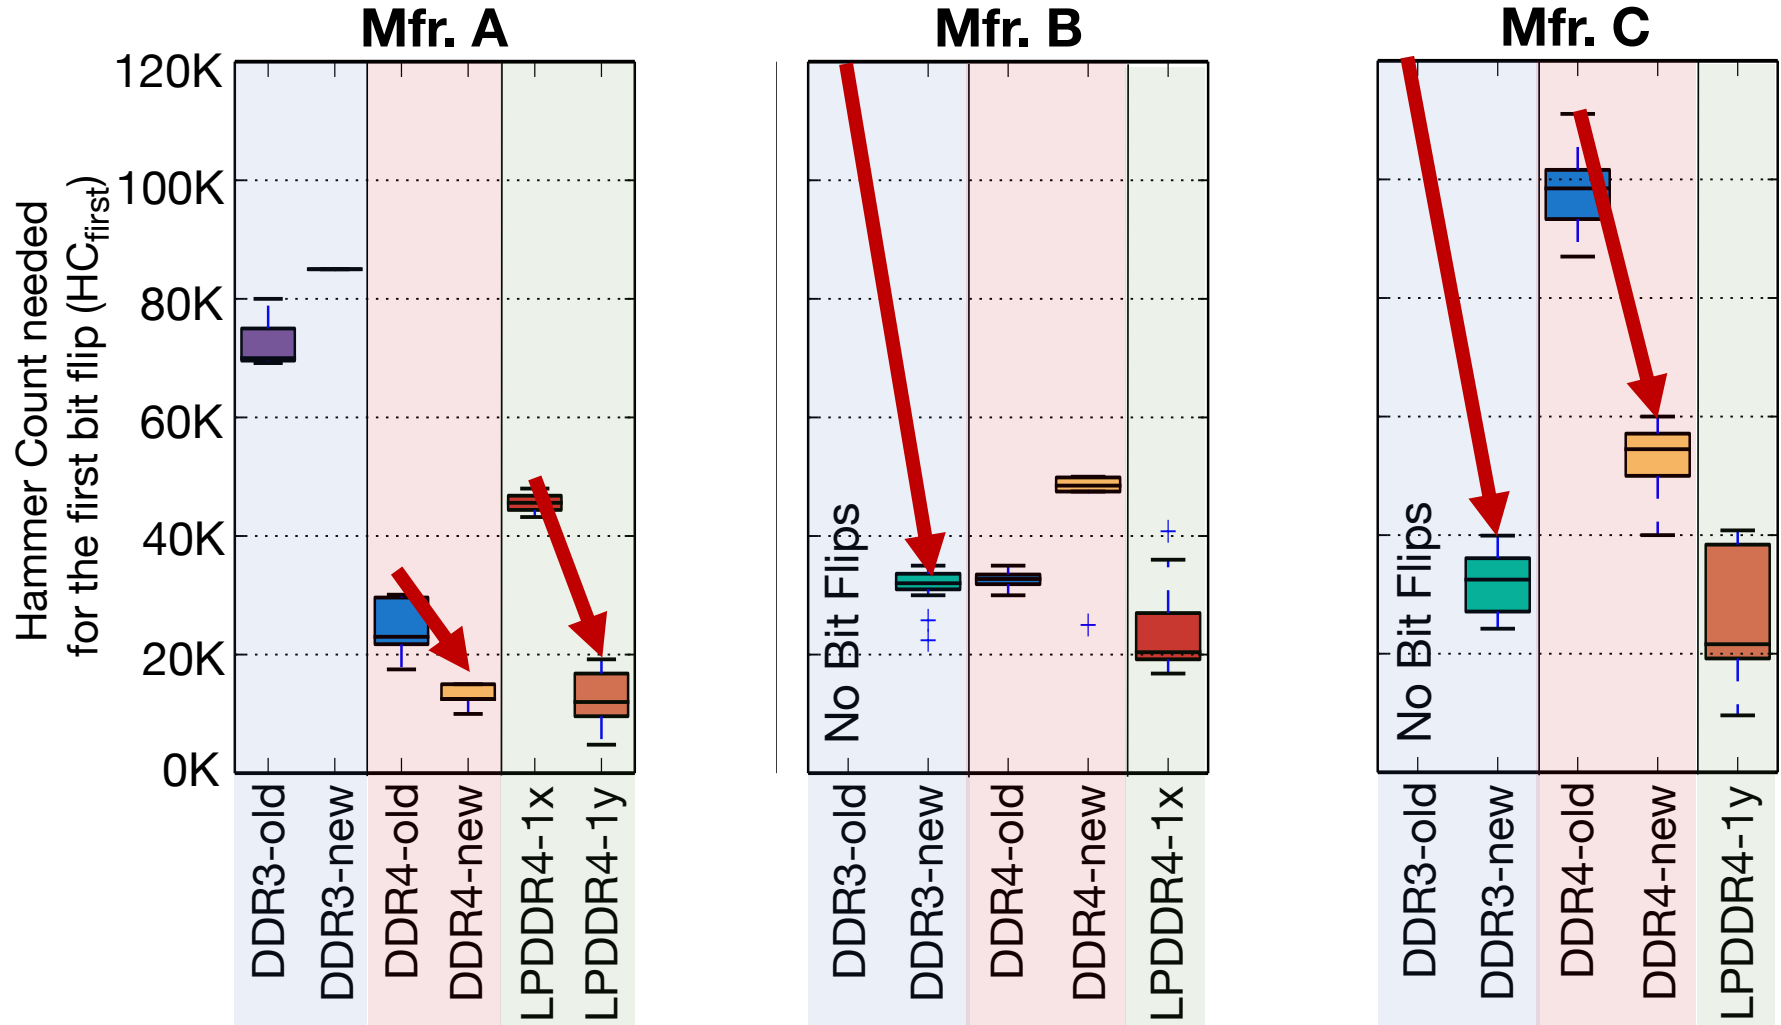 Mfr. A
Mfr. B
Mfr. C
Hammer Count needed
for the first bit flip (HCfirst)
120K
100K
80K
60K
40K
20K
0K
No Bit Flips
No Bit Flips
DDR3-old
DDR3-new
DDR4-old
DDR4-new
LPDDR4-1x
LPDDR4-1y
DDR3-old
DDR3-new
DDR4-old
DDR4-new
LPDDR4-1x
DDR3-old
DDR3-new
DDR4-old
DDR4-new
LPDDR4-1y